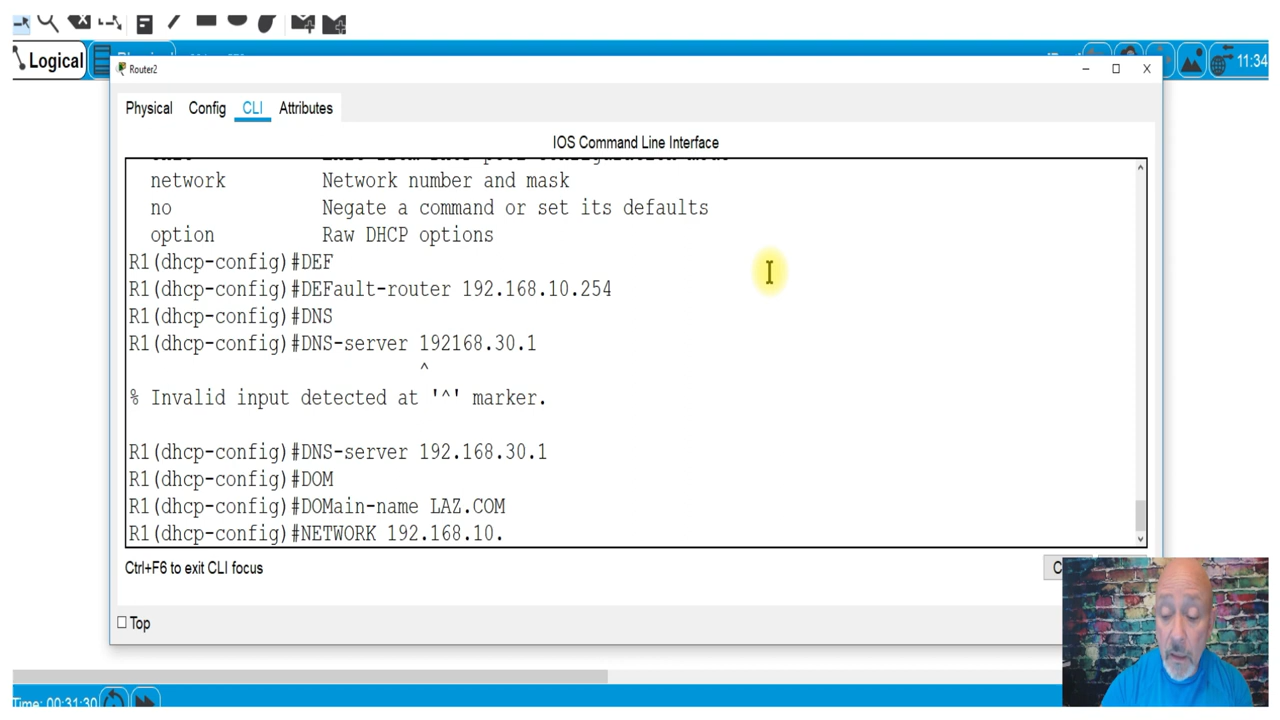 Logical
11:34
Router2
Physical Config CLI Attributes
IOS Command Line Interface
network Network number and mask
no Negate a command or set its defaults
option Raw DHCP options
R1(dhcp-config)#DEF
R1(dhcp-config)#DEFault-router 192.168.10.254
R1(dhcp-config)#DNS
R1(dhcp-config)#DNS-server 192168.30.1
^
% Invalid input detected at '^' marker.
R1(dhcp-config)#DNS-server 192.168.30.1
R1(dhcp-config)#DOM
R1(dhcp-config)#DOMain-name LAZ.COM
R1(dhcp-config)#NETWORK 192.168.10.
Ctrl+F6 to exit CLI focus
Top
Time: 00:31:30